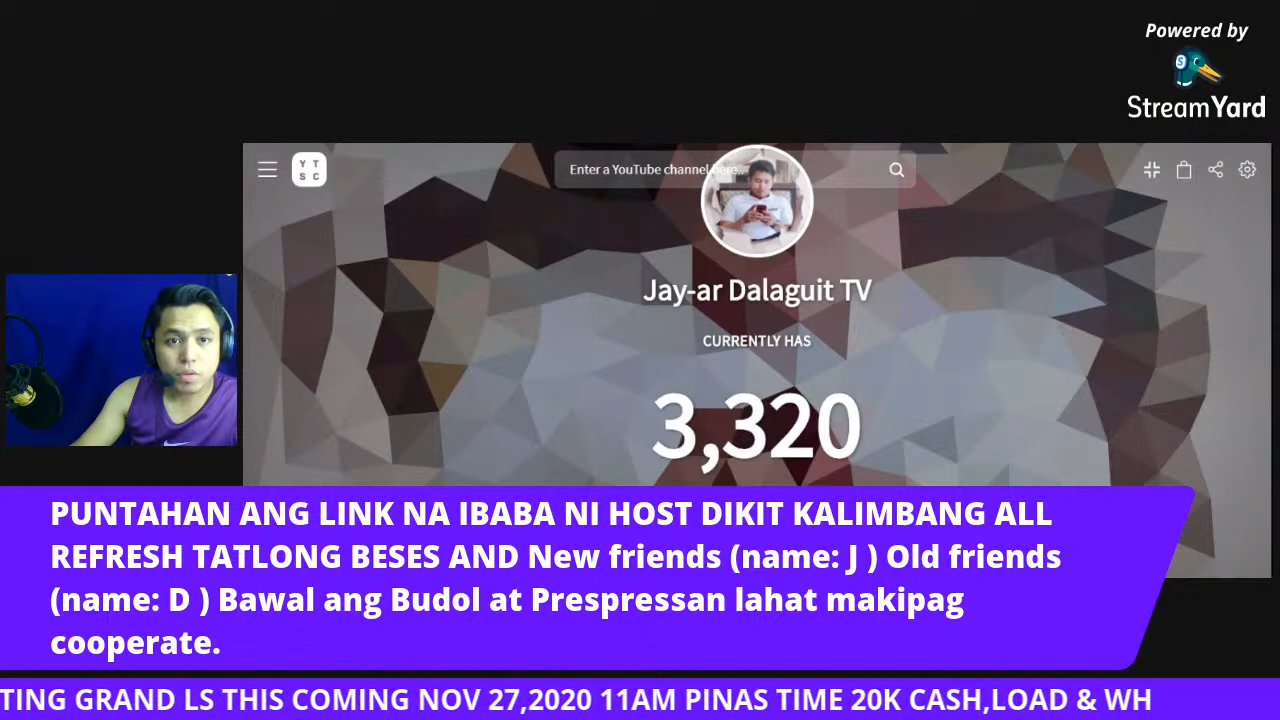 Powered by
StreamYard
Y T
S C
Enter a YouTube channel here...
Jay-ar Dalaguit TV
CURRENTLY HAS
3,320
PUNTAHAN ANG LINK NA IBABA NI HOST DIKIT KALIMBANG ALL
REFRESH TATLONG BESES AND New friends (name: J ) Old friends
(name: D ) Bawal ang Budol at Prespressan lahat makipag
cooperate.
TING GRAND LS THIS COMING NOV 27,2020 11AM PINAS TIME 20K CASH,LOAD & WH